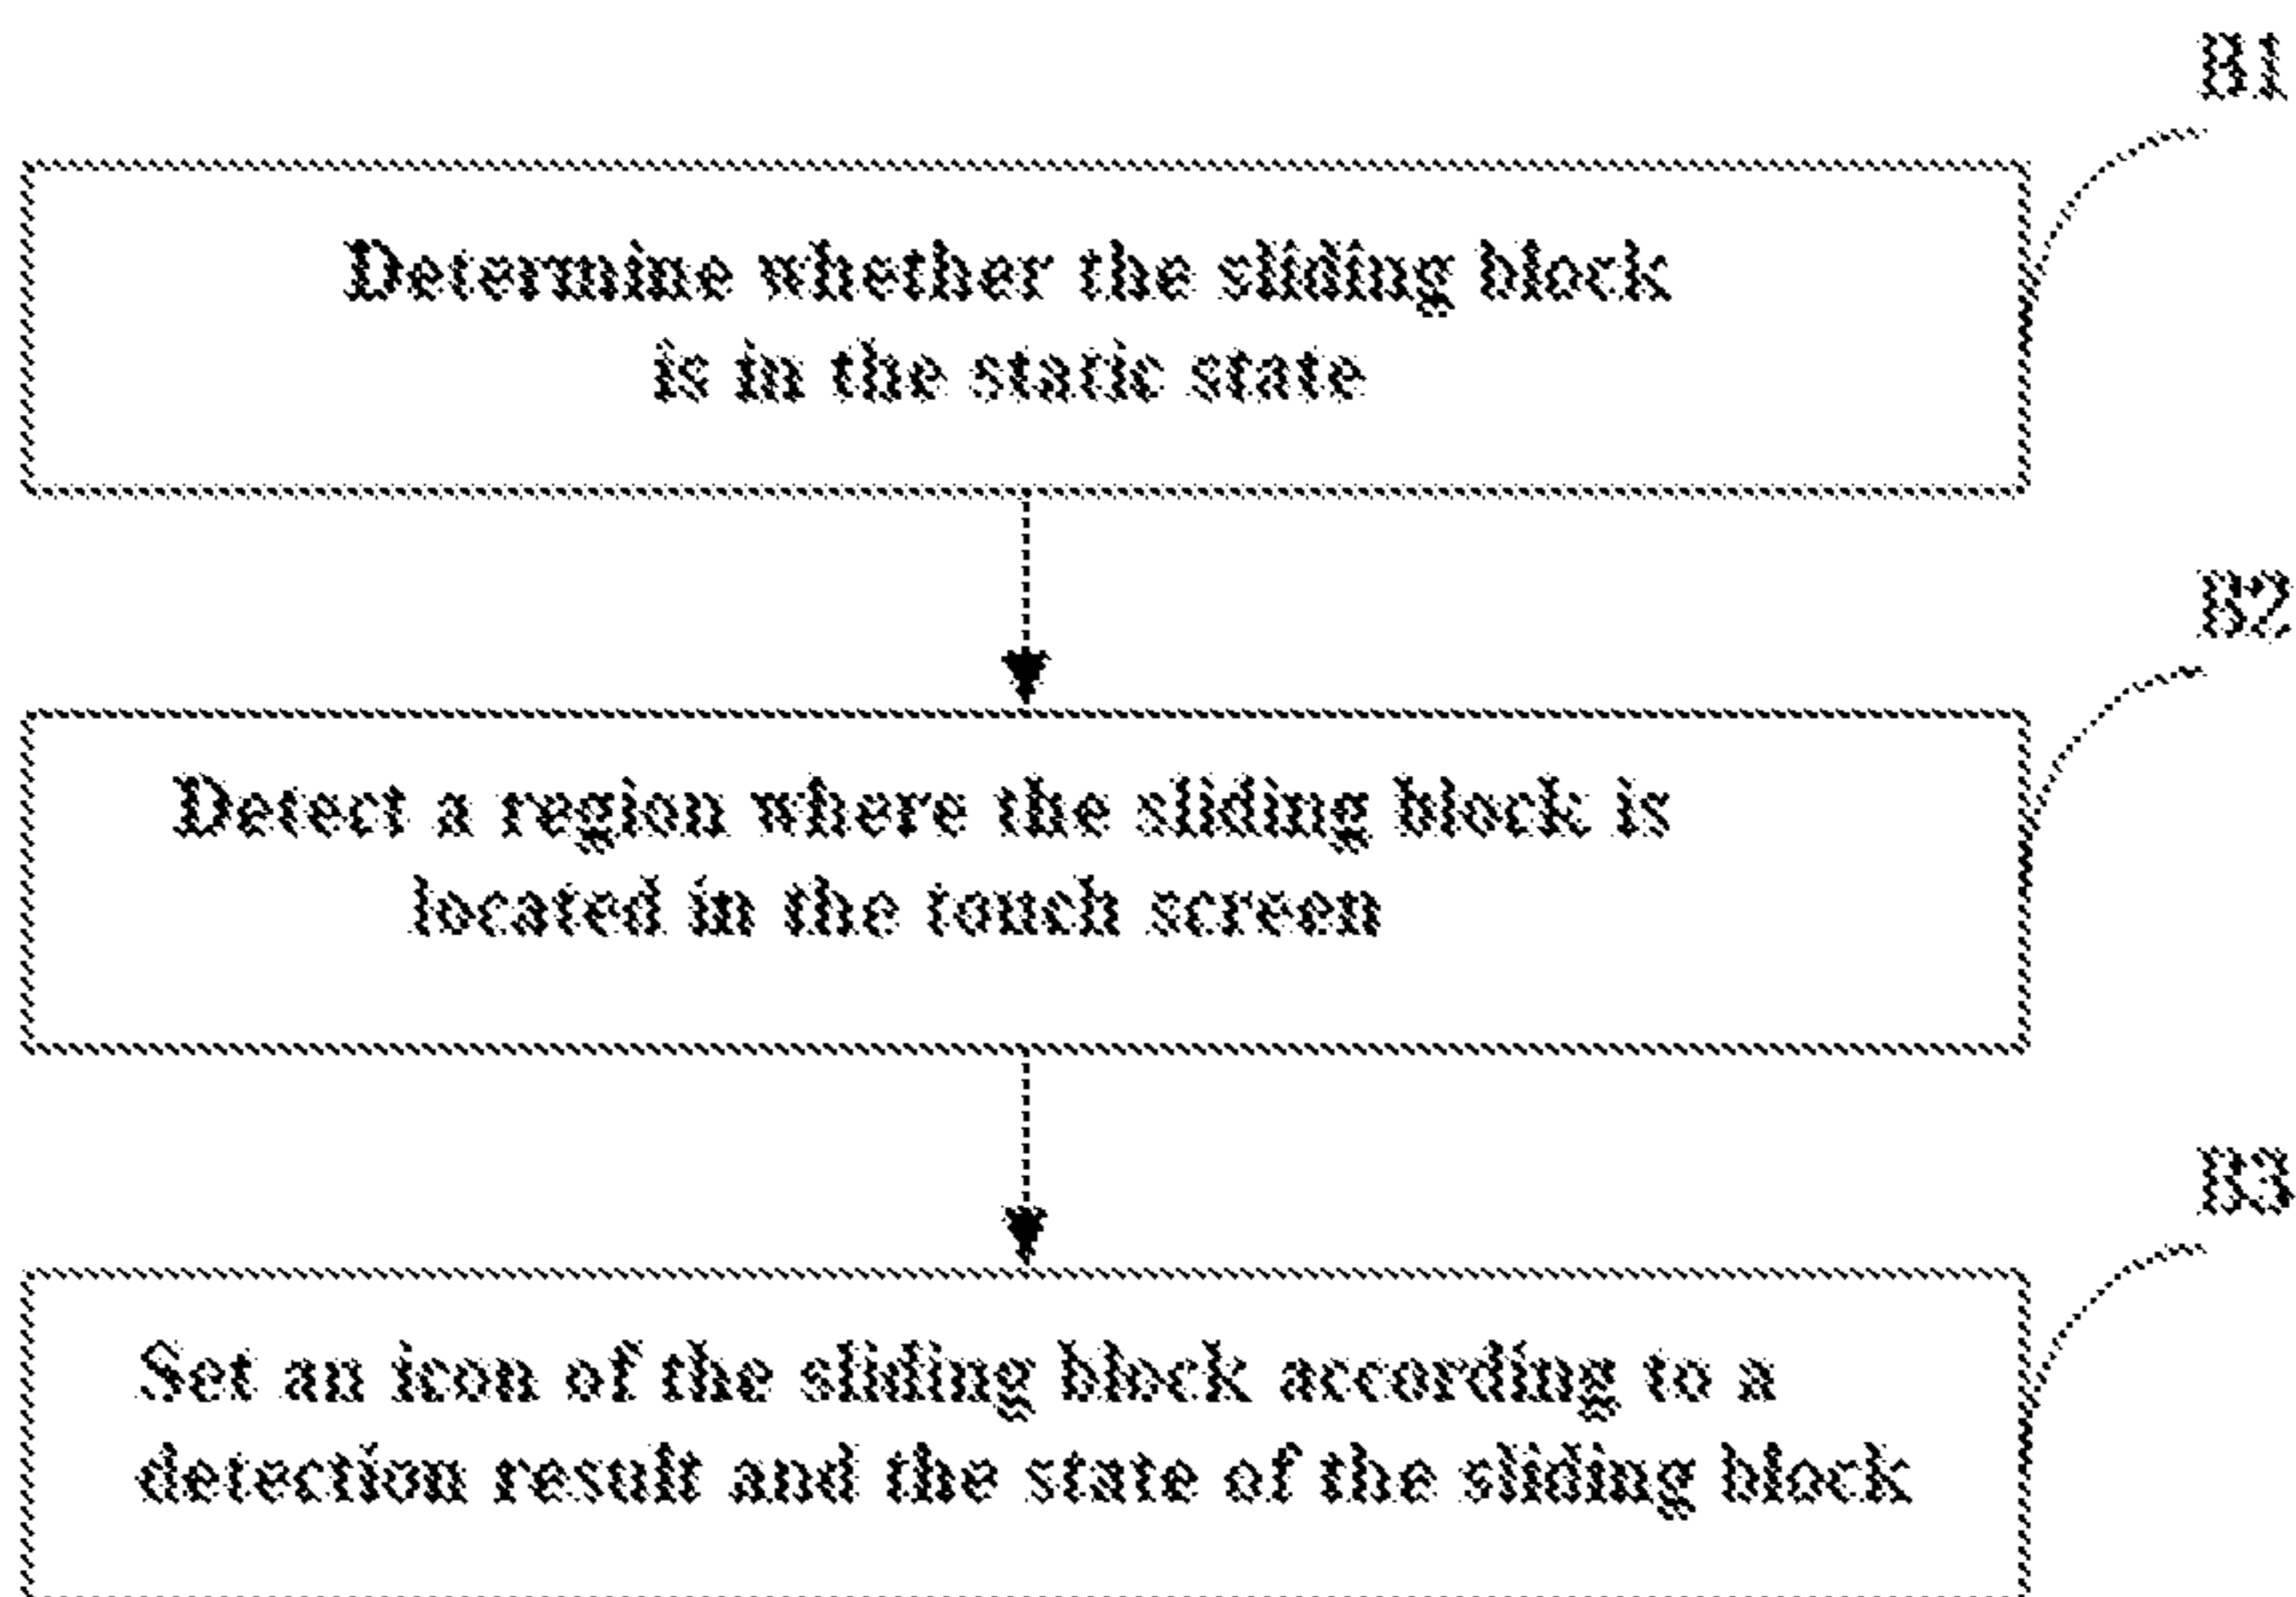 B1
Determine whether the sliding block
is in the static state
B2
Detect a region where the sliding block is
located in the touch screen
B3
Set an icon of the sliding block according to a
detection result and the state of the sliding block